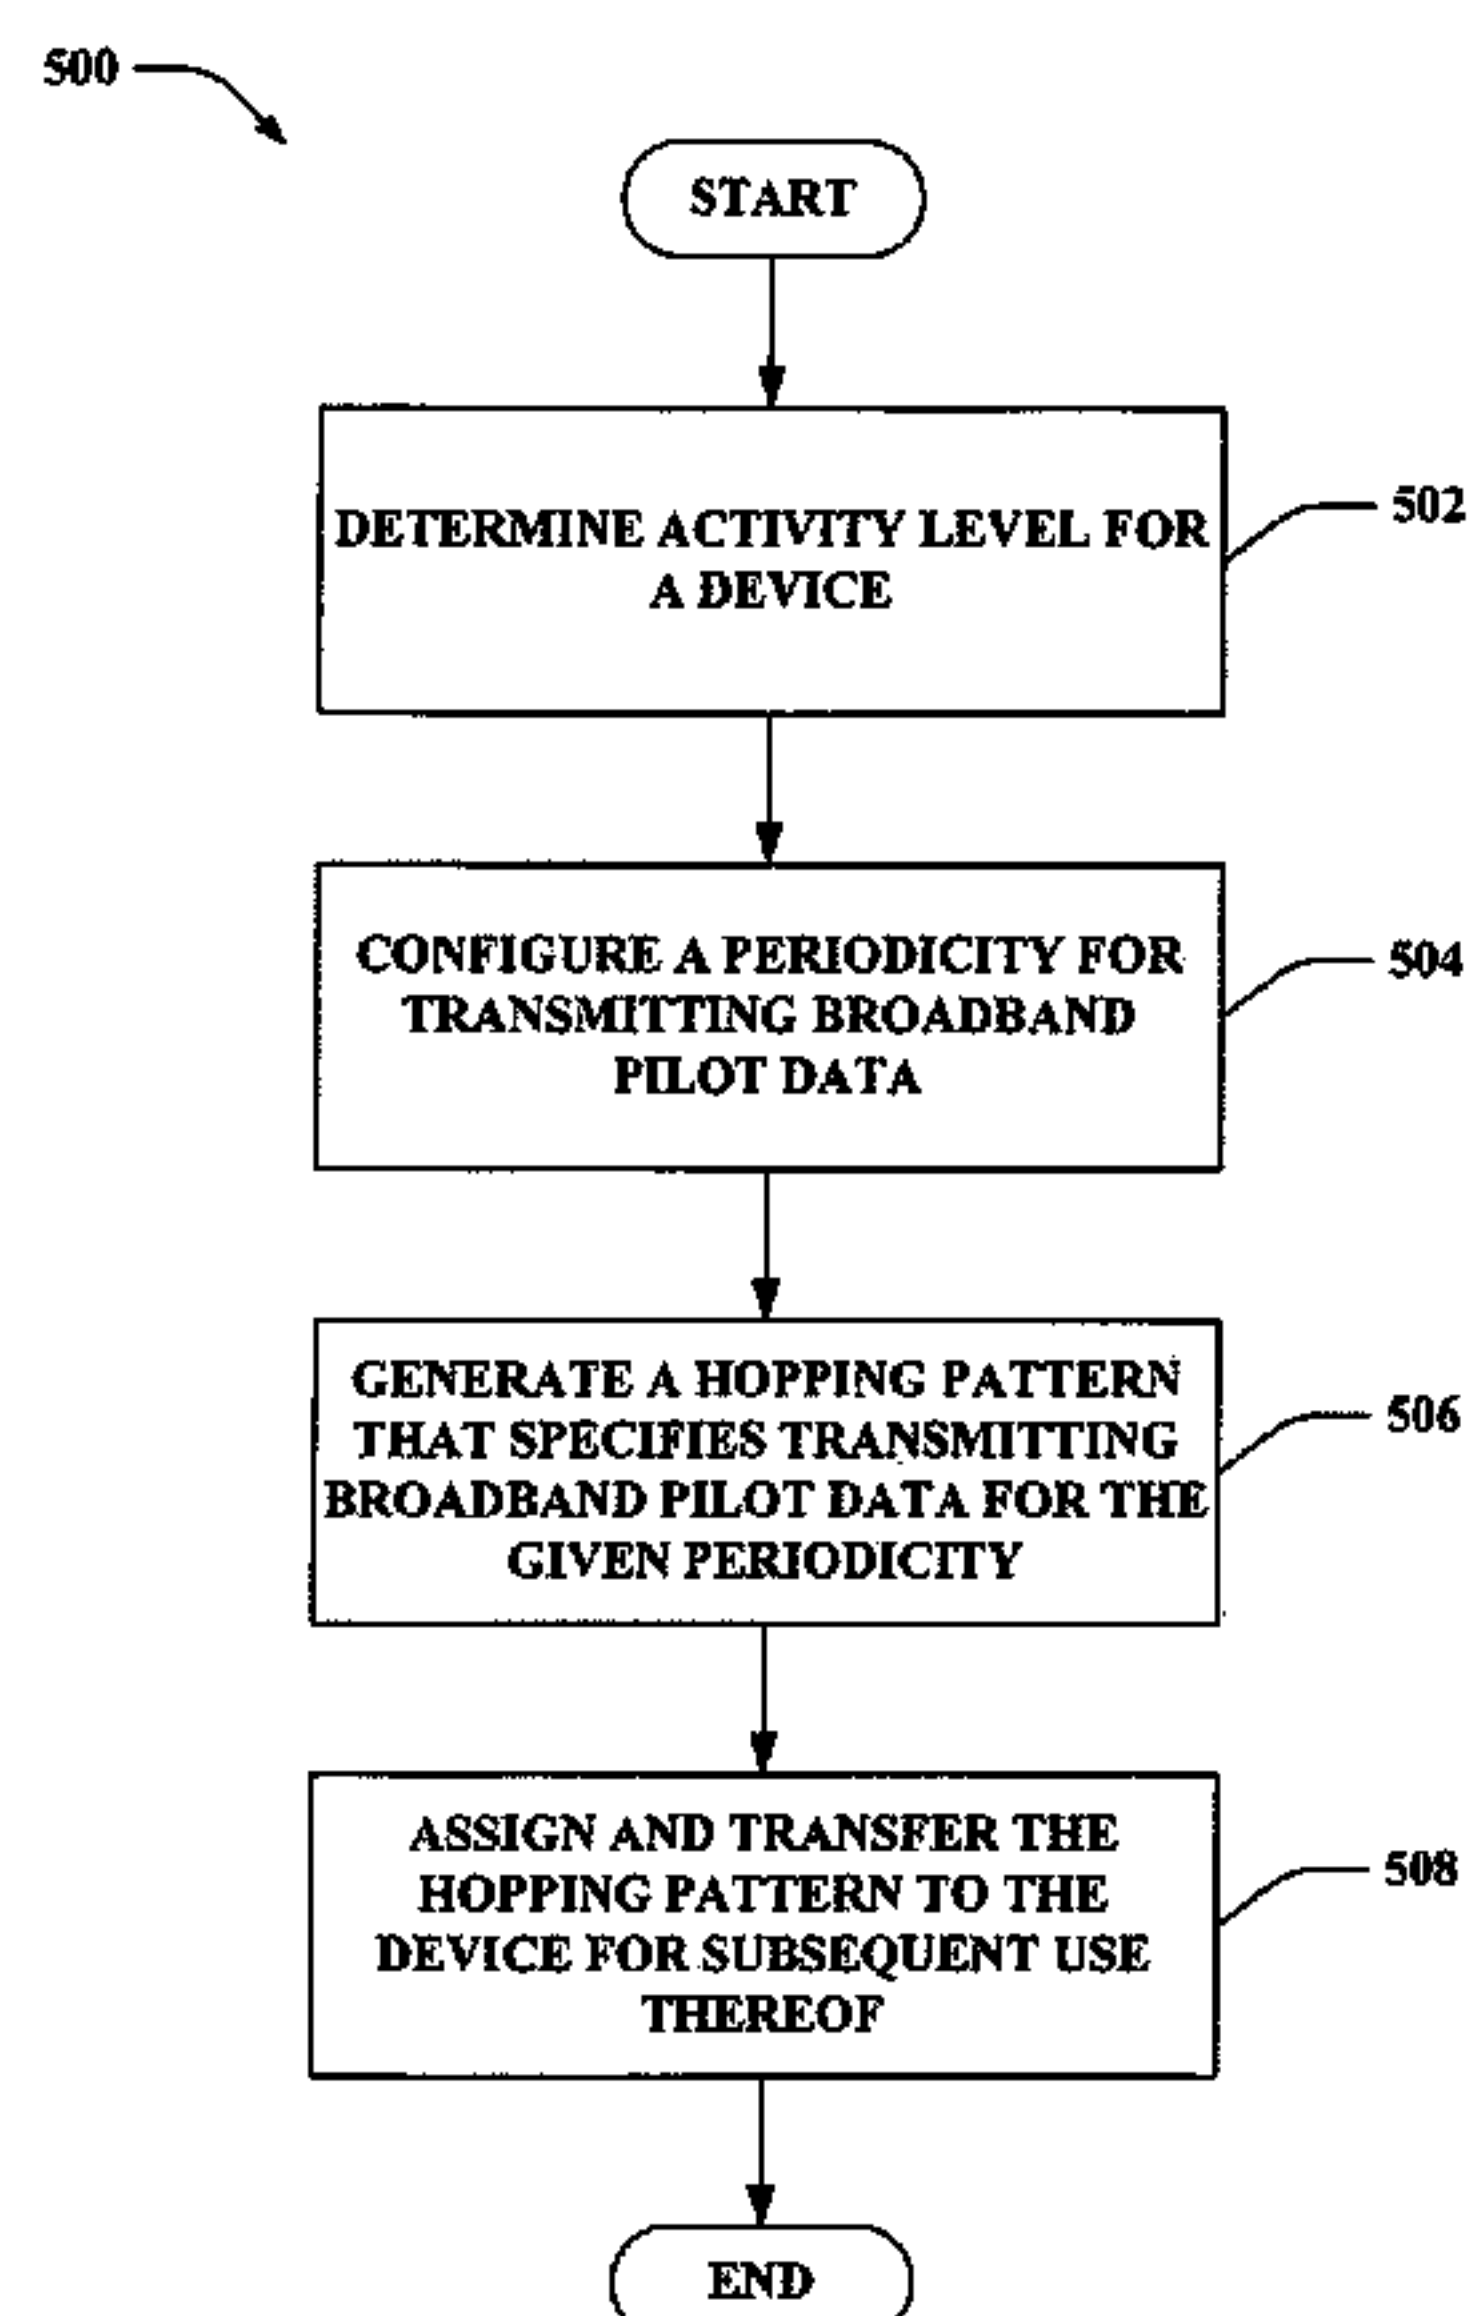 500
START
DETERMINE ACTIVITY LEVEL FOR
A DEVICE
502
CONFIGURE A PERIODICITY FOR
TRANSMITTING BROADBAND
PILOT DATA
504
GENERATE A HOPPING PATTERN
THAT SPECIFIES TRANSMITTING
BROADBAND PILOT DATA FOR THE
GIVEN PERIODICITY
506
ASSIGN AND TRANSFER THE
HOPPING PATTERN TO THE
DEVICE FOR SUBSEQUENT USE
THEREOF
508
END